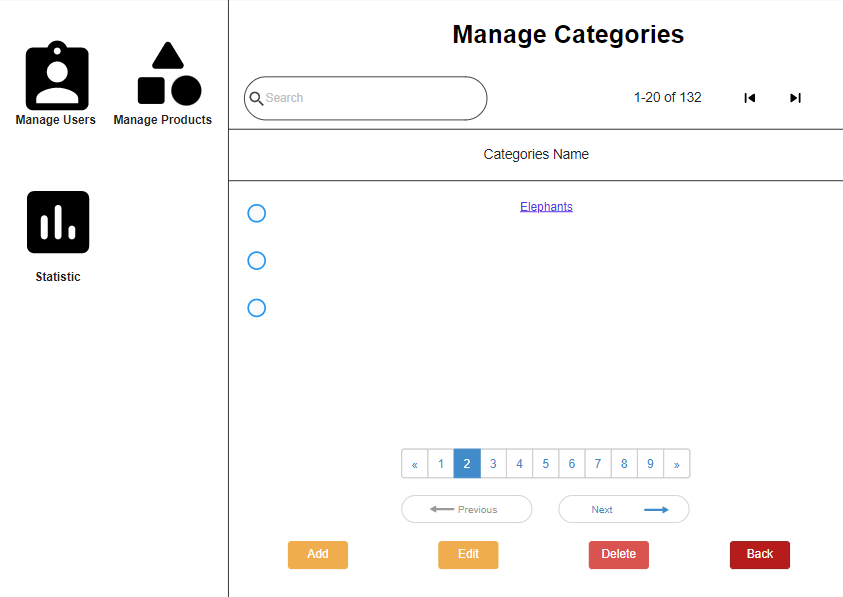 Manage Categories
Manage Users
Manage Products
Search
1-20 of 132
Categories Name
Statistic
Elephants
« 1 2 3 4 5 6 7 8 9 »
Previous
Next
Add
Edit
Delete
Back